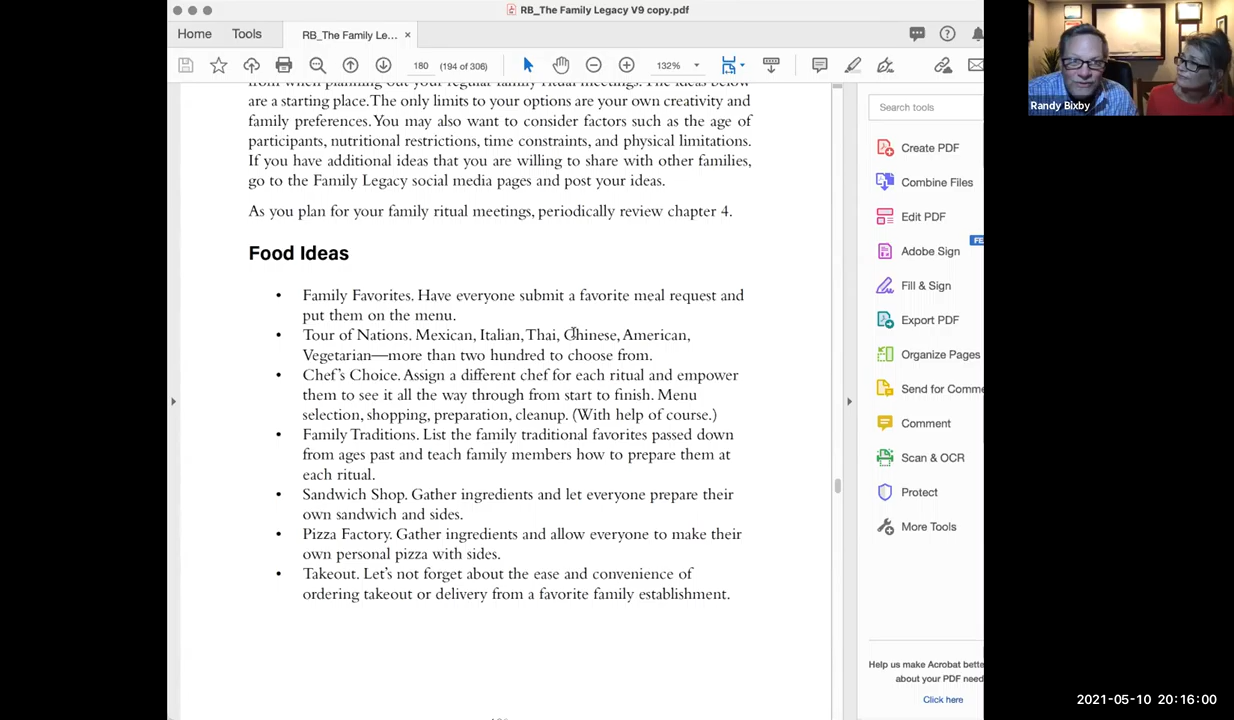 RB_The Family Legacy V9 copy.pdf
Home
Tools
RB_The Family Le... ×
180
(194 of 306)
132%
are a starting place. The only limits to your options are your own creativity and
family preferences. You may also want to consider factors such as the age of
participants, nutritional restrictions, time constraints, and physical limitations.
If you have additional ideas that you are willing to share with other families,
go to the Family Legacy social media pages and post your ideas.
As you plan for your family ritual meetings, periodically review chapter 4.
Food Ideas
• Family Favorites. Have everyone submit a favorite meal request and
put them on the menu.
• Tour of Nations. Mexican, Italian, Thai, Chinese, American,
Vegetarian—more than two hundred to choose from.
• Chef's Choice. Assign a different chef for each ritual and empower
them to see it all the way through from start to finish. Menu
selection, shopping, preparation, cleanup. (With help of course.)
• Family Traditions. List the family traditional favorites passed down
from ages past and teach family members how to prepare them at
each ritual.
• Sandwich Shop. Gather ingredients and let everyone prepare their
own sandwich and sides.
• Pizza Factory. Gather ingredients and allow everyone to make their
own personal pizza with sides.
• Takeout. Let's not forget about the ease and convenience of
ordering takeout or delivery from a favorite family establishment.
Search tools
Create PDF
Combine Files
Edit PDF
FE
Adobe Sign
Fill & Sign
Export PDF
Organize Pages
Send for Comme
Comment
Scan & OCR
Protect
More Tools
Help us make Acrobat bette
about your PDF need
Click here
Randy Bixby
2021-05-10 20:16:00